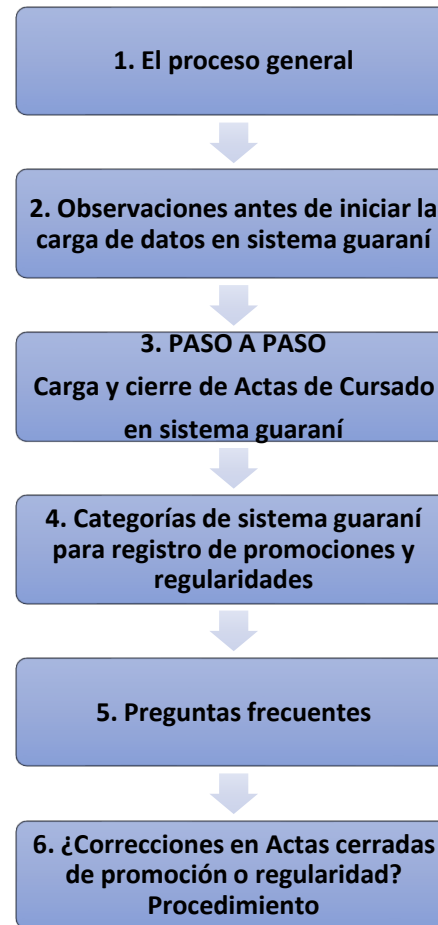 1. El proceso general
2. Observaciones antes de iniciar la
carga de datos en sistema guaraní
3. PASO A PASO
Carga y cierre de Actas de Cursado
en sistema guaraní
4. Categorías de sistema guaraní
para registro de promociones y
regularidades
5. Preguntas frecuentes
6. ¿Correcciones en Actas cerradas
de promoción o regularidad?
Procedimiento